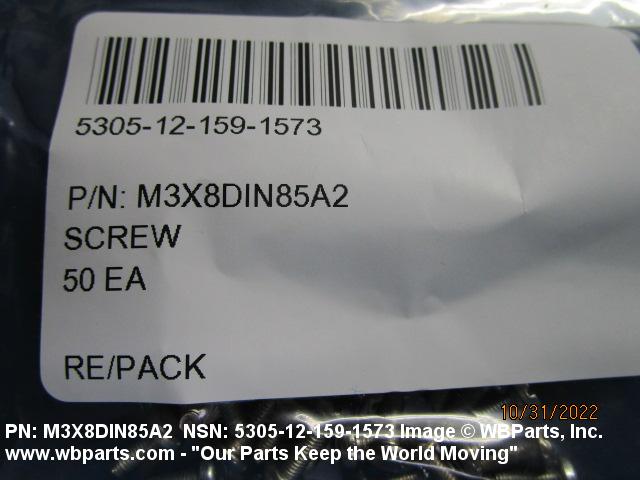 5305-12-159-1573
P/N: M3X8DIN85A2
SCREW
50 EA
RE/PACK
10/31/2022
PN: M3X8DIN85A2 NSN: 5305-12-159-1573 Image © WBParts, Inc.
www.wbparts.com - "Our Parts Keep the World Moving"